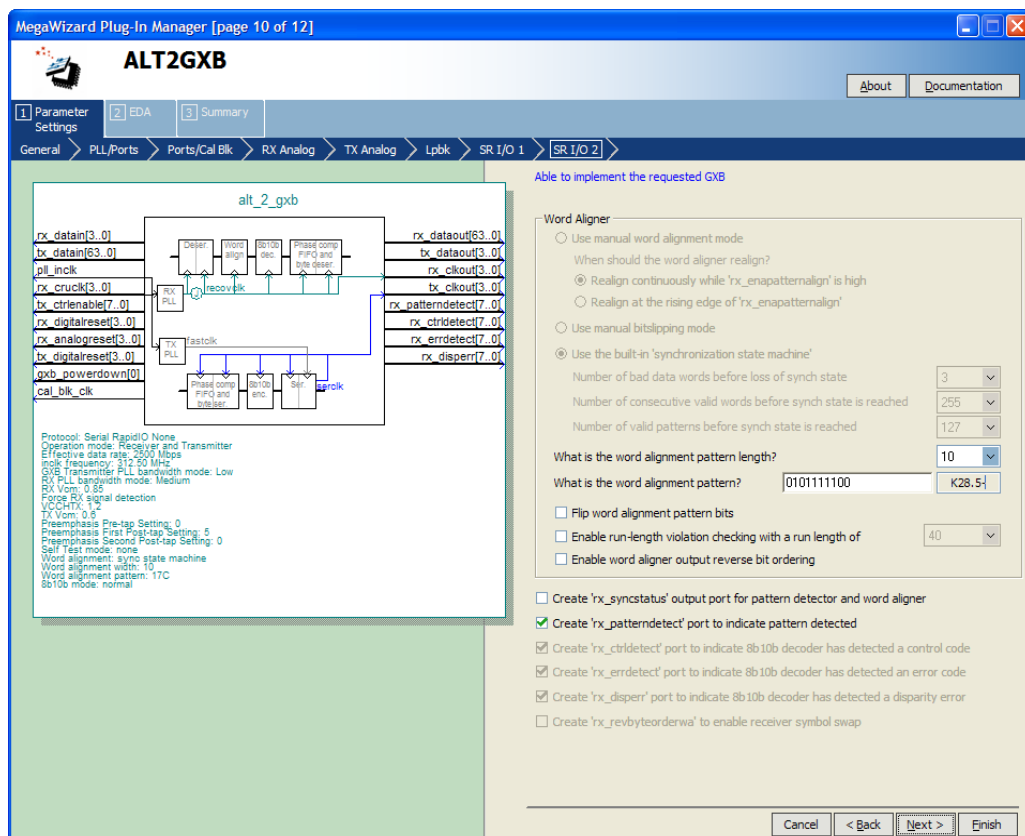 MegaWizard Plug-In Manager [page 10 of 12]
ALT2GXB
About
Documentation
1 Parameter Settings
2 EDA
3 Summary
General
PLL/Ports
Ports/Cal Blk
RX Analog
TX Analog
Lpbk
SR I/O 1
SR I/O 2
alt_2_gxb
rx_datain[3..0]
tx_datain[63..0]
pll_inclk
rx_cruclk[3..0]
tx_ctrlenable[7..0]
rx_digitalreset[3..0]
rx_analogreset[3..0]
tx_digitalreset[3..0]
gxb_powerdown[0]
cal_blk_clk
Deser.
Word align
8b10b dec.
Phase comp FIFO and byte deser.
RX PLL
recovclk
TX PLL
fastclk
Phase comp FIFO and byte ser.
8b10b enc.
Ser.
serclk
rx_dataout[63..0]
tx_dataout[3..0]
rx_clkout[3..0]
tx_clkout[3..0]
rx_patterndetect[7..0]
rx_ctrldetect[7..0]
rx_errdetect[7..0]
rx_disperr[7..0]
Protocol: Serial RapidIO None
Operation mode: Receiver and Transmitter
Effective data rate: 2500 Mbps
inclk frequency: 312.50 MHz
GXB Transmitter PLL bandwidth mode: Low
RX PLL bandwidth mode: Medium
RX Vcm: 0.85
Force RX signal detection
VCCHTX: 1.2
TX Vcm: 0.6
Preemphasis Pre-tap Setting: 0
Preemphasis First Post-tap Setting: 5
Preemphasis Second Post-tap Setting: 0
Self Test mode: none
Word alignment: sync state machine
Word alignment width: 10
Word alignment pattern: 17C
8b10b mode: normal
Able to implement the requested GXB
Word Aligner
Use manual word alignment mode
When should the word aligner realign?
Realign continuously while 'rx_enapatternalign' is high
Realign at the rising edge of 'rx_enapatternalign'
Use manual bitslipping mode
Use the built-in 'synchronization state machine'
Number of bad data words before loss of synch state 3
Number of consecutive valid words before synch state is reached 255
Number of valid patterns before synch state is reached 127
What is the word alignment pattern length? 10
What is the word alignment pattern? 0101111100 K28.5-
Flip word alignment pattern bits
Enable run-length violation checking with a run length of 40
Enable word aligner output reverse bit ordering
Create 'rx_syncstatus' output port for pattern detector and word aligner
Create 'rx_patterndetect' port to indicate pattern detected
Create 'rx_ctrldetect' port to indicate 8b10b decoder has detected a control code
Create 'rx_errdetect' port to indicate 8b10b decoder has detected an error code
Create 'rx_disperr' port to indicate 8b10b decoder has detected a disparity error
Create 'rx_revbyteorderwa' to enable receiver symbol swap
Cancel
< Back
Next >
Finish